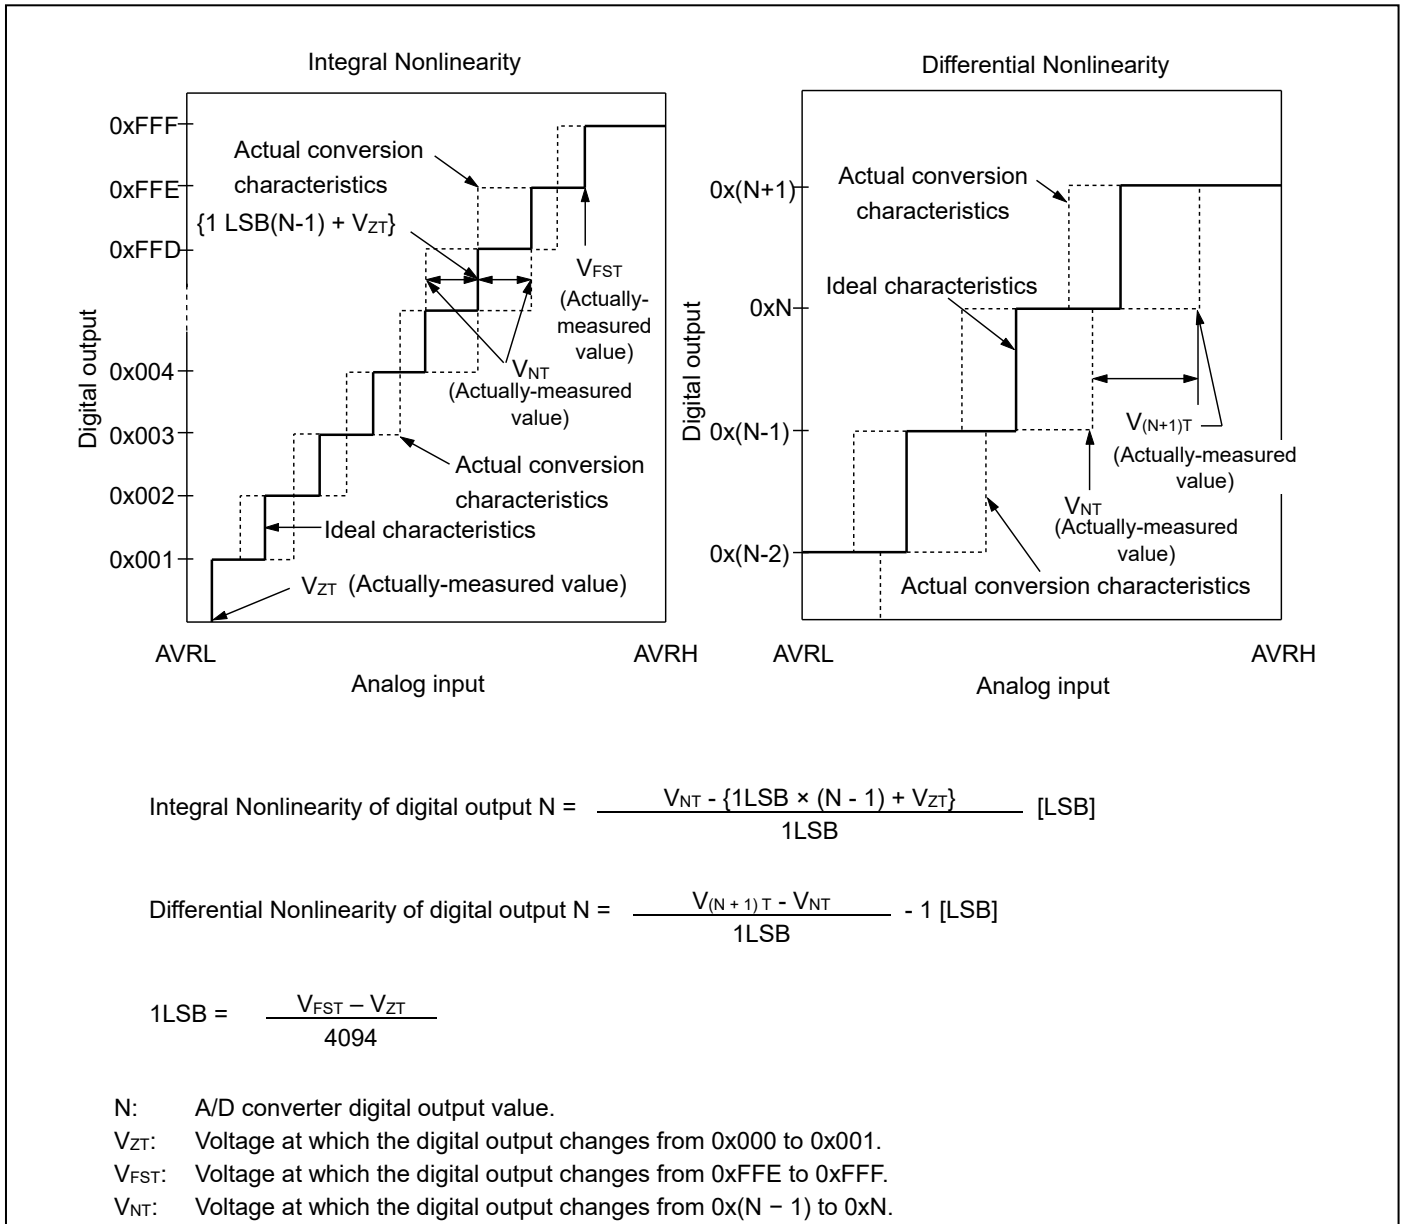 Integral Nonlinearity
0xFFF
0xFFE
0xFFD
0x004
0x003
0x002
0x001
Digital output
Actual conversion
characteristics
{1 LSB(N-1) + VZT}
VFST
(Actually-
measured
value)
VNT
(Actually-measured
value)
Actual conversion
characteristics
Ideal characteristics
VZT (Actually-measured value)
AVRL
AVRH
Analog input
Differential Nonlinearity
0x(N+1)
0xN
0x(N-1)
0x(N-2)
Digital output
Actual conversion
characteristics
Ideal characteristics
V(N+1)T
(Actually-measured
value)
VNT
(Actually-measured
value)
Actual conversion characteristics
AVRL
AVRH
Analog input
Integral Nonlinearity of digital output N =
VNT - {1LSB × (N - 1) + VZT}
1LSB
[LSB]
Differential Nonlinearity of digital output N =
V(N + 1) T - VNT
1LSB
- 1 [LSB]
1LSB =
VFST – VZT
4094
N: A/D converter digital output value.
VZT: Voltage at which the digital output changes from 0x000 to 0x001.
VFST: Voltage at which the digital output changes from 0xFFE to 0xFFF.
VNT: Voltage at which the digital output changes from 0x(N − 1) to 0xN.